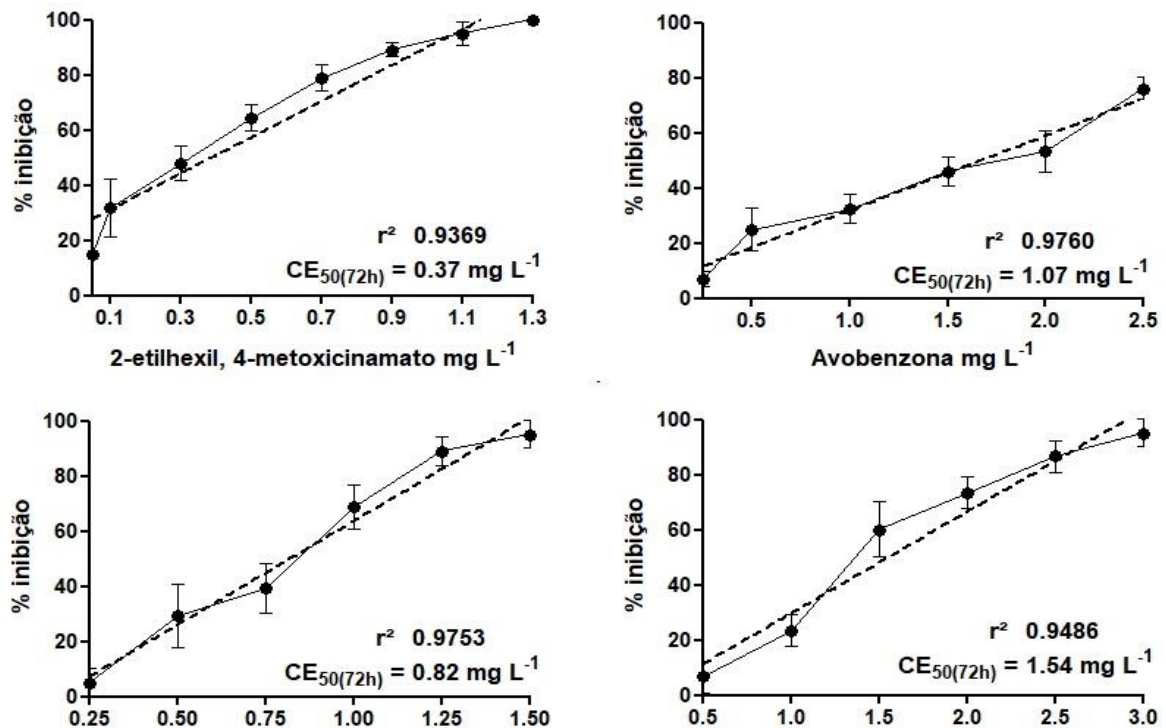 100
80
60
40
20
0
% inibição
r² 0.9369
CE50(72h) = 0.37 mg L-1
0.1 0.3 0.5 0.7 0.9 1.1 1.3
2-etilhexil, 4-metoxicinamato mg L-1
100
80
60
40
20
0
% inibição
r² 0.9760
CE50(72h) = 1.07 mg L-1
0.5 1.0 1.5 2.0 2.5
Avobenzona mg L-1
100
80
60
40
20
0
% inibição
r² 0.9753
CE50(72h) = 0.82 mg L-1
0.25 0.50 0.75 1.00 1.25 1.50
100
80
60
40
20
0
% inibição
r² 0.9486
CE50(72h) = 1.54 mg L-1
0.5 1.0 1.5 2.0 2.5 3.0